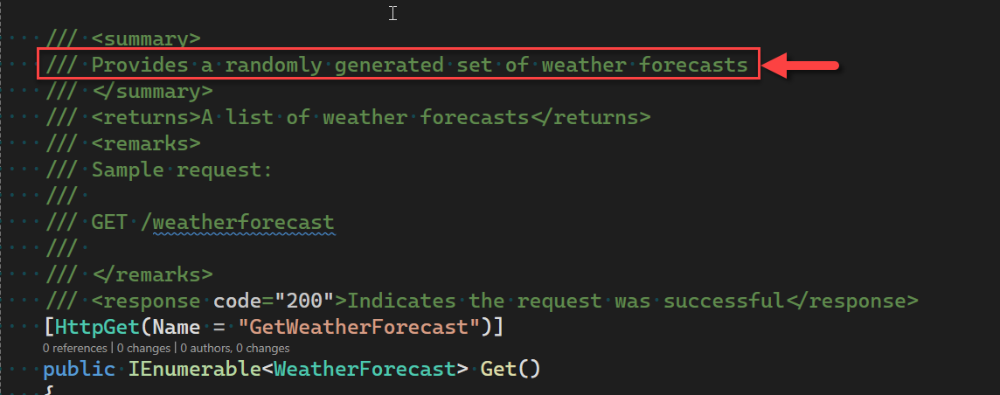 /// <summary>
/// Provides a randomly generated set of weather forecasts
/// </summary>
/// <returns>A list of weather forecasts</returns>
/// <remarks>
/// Sample request:
///
/// GET /weatherforecast
///
/// </remarks>
/// <response code="200">Indicates the request was successful</response>
[HttpGet(Name = "GetWeatherForecast")]
0 references | 0 changes | 0 authors, 0 changes
public IEnumerable<WeatherForecast> Get()
{